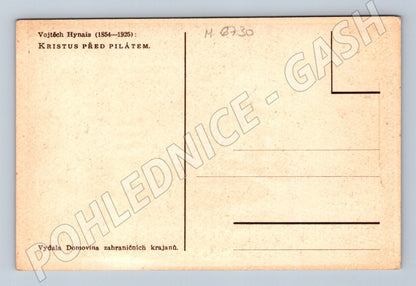 Vojtěch Hynais (1854—1925):
KRISTUS PŘED PILÁTEM.
M 6730
POHLEDNICE - GASH
Vydala Domovina zahraničních krajanů.